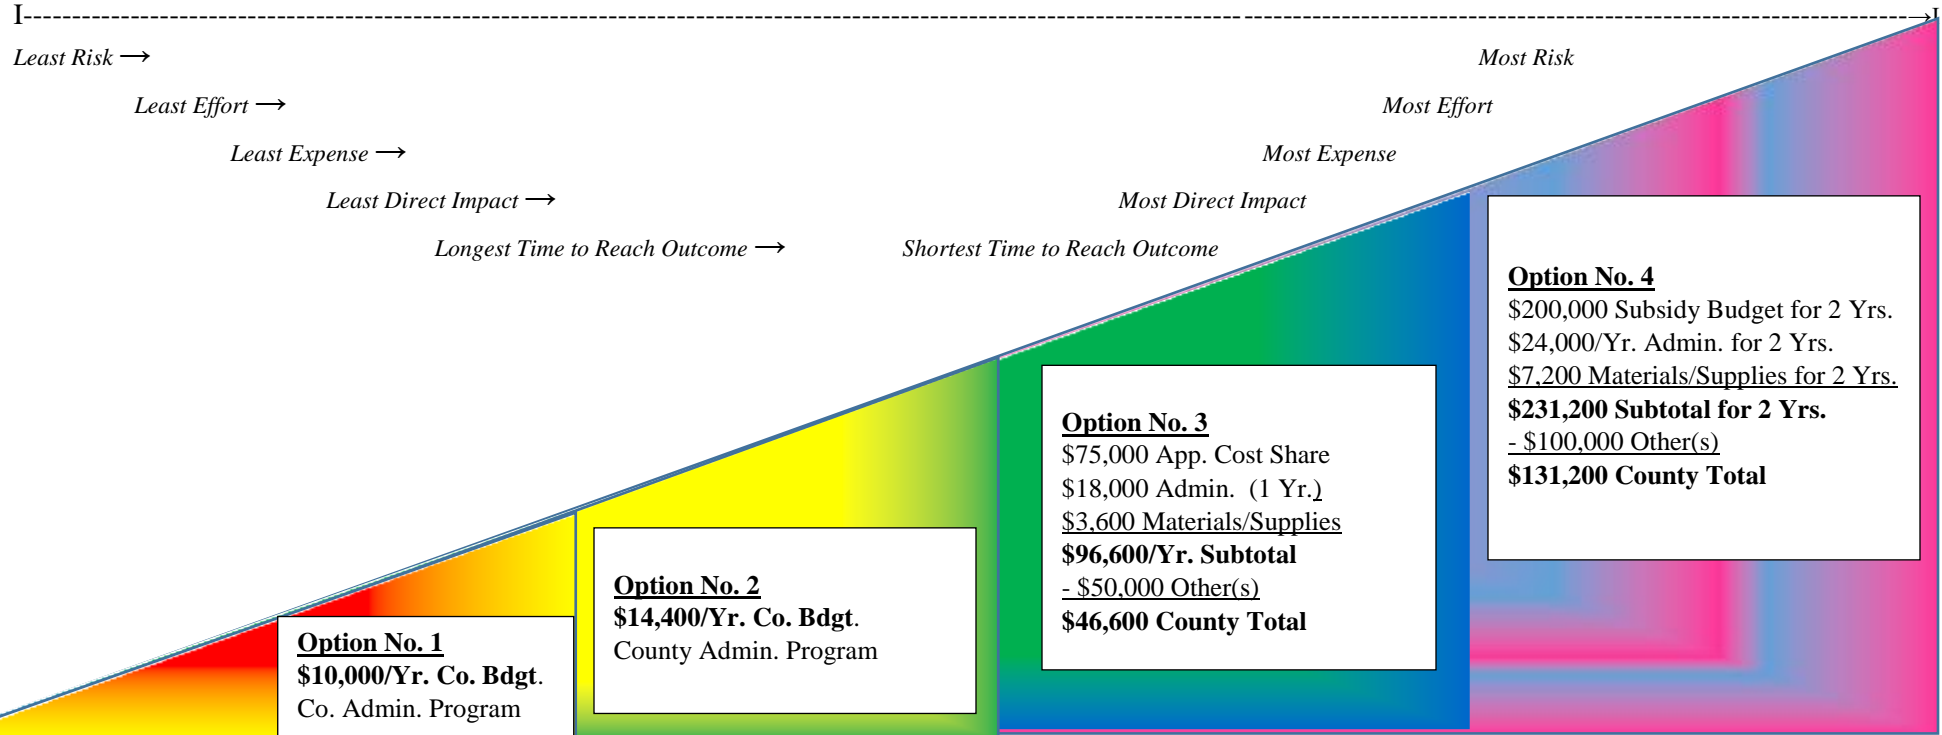 I---------------------------------------------------------------------------------------------------------------------------------- ---------------------------------------------------------------------------→I
Least Risk → Most Risk
Least Effort → Most Effort
Least Expense → Most Expense
Least Direct Impact → Most Direct Impact
Longest Time to Reach Outcome → Shortest Time to Reach Outcome
Option No. 1
$10,000/Yr. Co. Bdgt.
Co. Admin. Program
Option No. 2
$14,400/Yr. Co. Bdgt.
County Admin. Program
Option No. 3
$75,000 App. Cost Share
$18,000 Admin. (1 Yr.)
$3,600 Materials/Supplies
$96,600/Yr. Subtotal
- $50,000 Other(s)
$46,600 County Total
Option No. 4
$200,000 Subsidy Budget for 2 Yrs.
$24,000/Yr. Admin. for 2 Yrs.
$7,200 Materials/Supplies for 2 Yrs.
$231,200 Subtotal for 2 Yrs.
- $100,000 Other(s)
$131,200 County Total